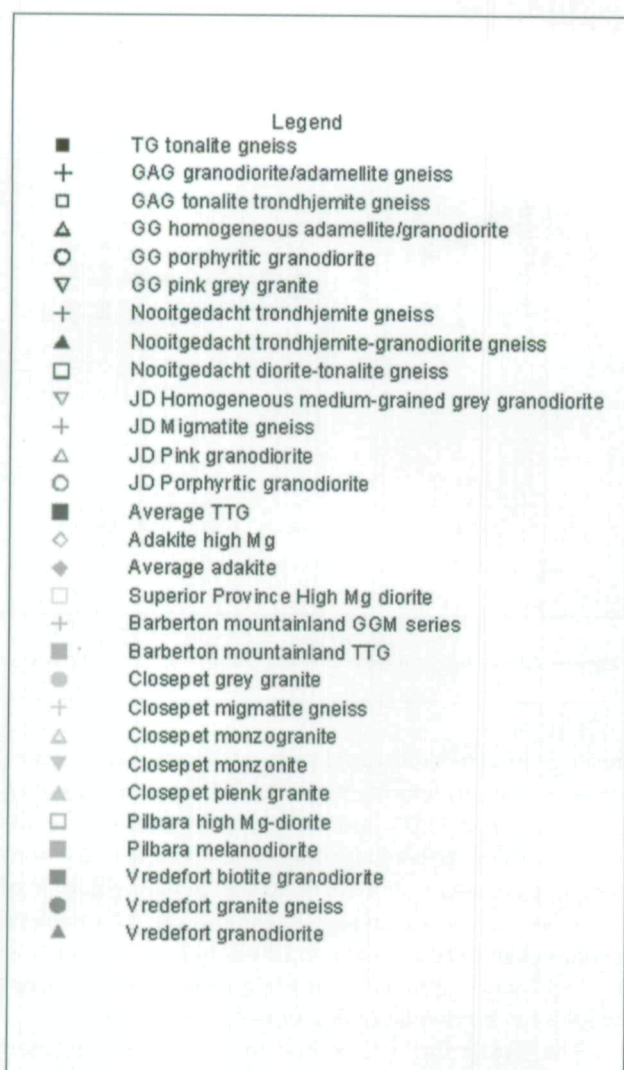 Legend
TG tonalite gneiss
GAG granodiorite/adamellite gneiss
GAG tonalite trondhjemite gneiss
GG homogeneous adamellite/granodiorite
GG porphyritic granodiorite
GG pink grey granite
Nooitgedacht trondhjemite gneiss
Nooitgedacht trondhjemite-granodiorite gneiss
Nooitgedacht diorite-tonalite gneiss
JD Homogeneous medium-grained grey granodiorite
JD Migmatite gneiss
JD Pink granodiorite
JD Porphyritic granodiorite
Average TTG
Adakite high Mg
Average adakite
Superior Province High Mg diorite
Barberton mountainland GGM series
Barberton mountainland TTG
Closepet grey granite
Closepet migmatite gneiss
Closepet monzogranite
Closepet monzonite
Closepet pienk granite
Pilbara high Mg-diorite
Pilbara melanodiorite
Vredefort biotite granodiorite
Vredefort granite gneiss
Vredefort granodiorite